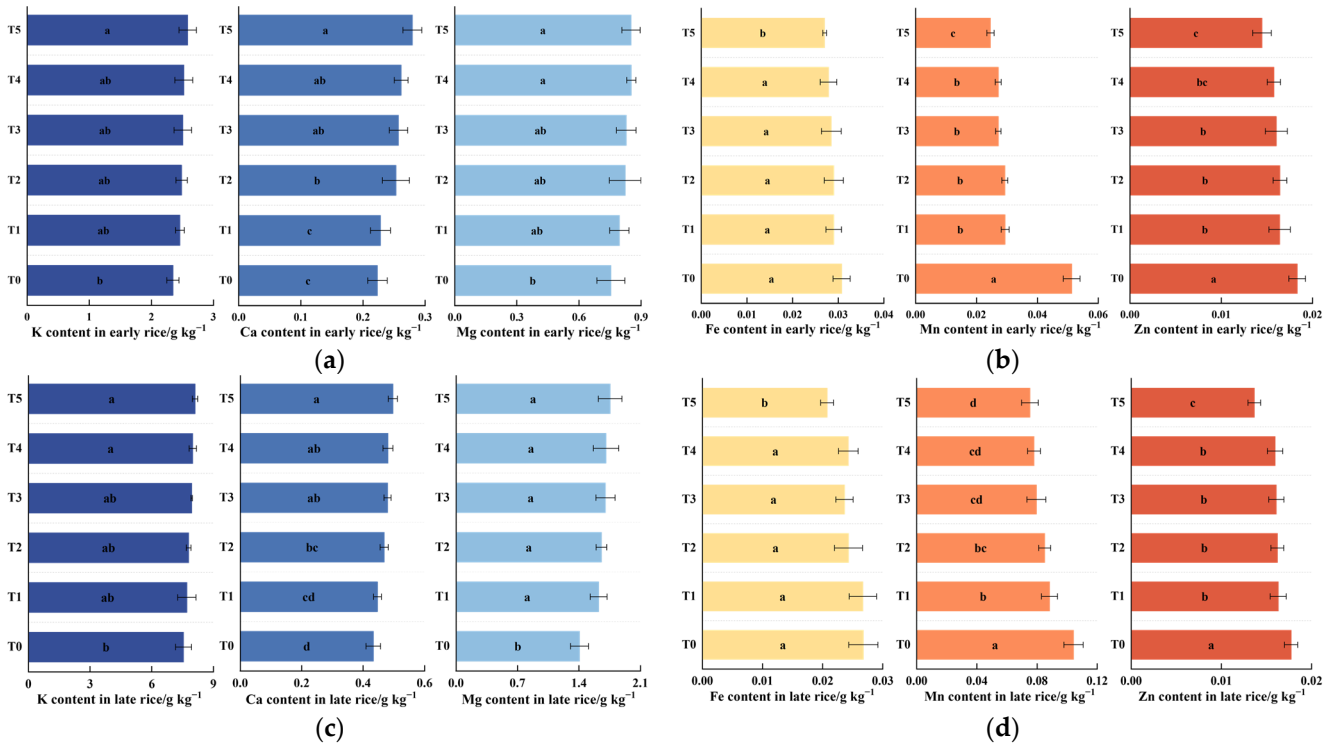 T5 a
T4 ab
T3 ab
T2 ab
T1 ab
T0 b
0 1 2 3
K content in early rice/g kg⁻¹
T5 a
T4 ab
T3 ab
T2 b
T1 c
T0 c
0.0 0.1 0.2 0.3
Ca content in early rice/g kg⁻¹
T5 a
T4 a
T3 ab
T2 ab
T1 ab
T0 b
0.0 0.3 0.6 0.9
Mg content in early rice/g kg⁻¹
(a)
T5 b
T4 a
T3 a
T2 a
T1 a
T0 a
0.00 0.01 0.02 0.03 0.04
Fe content in early rice/g kg⁻¹
T5 c
T4 b
T3 b
T2 b
T1 b
T0 a
0.00 0.02 0.04 0.06
Mn content in early rice/g kg⁻¹
T5 c
T4 bc
T3 b
T2 b
T1 b
T0 a
0.00 0.01 0.02
Zn content in early rice/g kg⁻¹
(b)
T5 a
T4 a
T3 ab
T2 ab
T1 ab
T0 b
0 3 6 9
K content in late rice/g kg⁻¹
T5 a
T4 ab
T3 ab
T2 bc
T1 cd
T0 d
0.0 0.2 0.4 0.6
Ca content in late rice/g kg⁻¹
T5 a
T4 a
T3 a
T2 a
T1 a
T0 b
0.0 0.7 1.4 2.1
Mg content in late rice/g kg⁻¹
(c)
T5 b
T4 a
T3 a
T2 a
T1 a
T0 a
0.00 0.01 0.02 0.03
Fe content in late rice/g kg⁻¹
T5 d
T4 cd
T3 cd
T2 bc
T1 b
T0 a
0.00 0.04 0.08 0.12
Mn content in late rice/g kg⁻¹
T5 c
T4 b
T3 b
T2 b
T1 b
T0 a
0.00 0.01 0.02
Zn content in late rice/g kg⁻¹
(d)